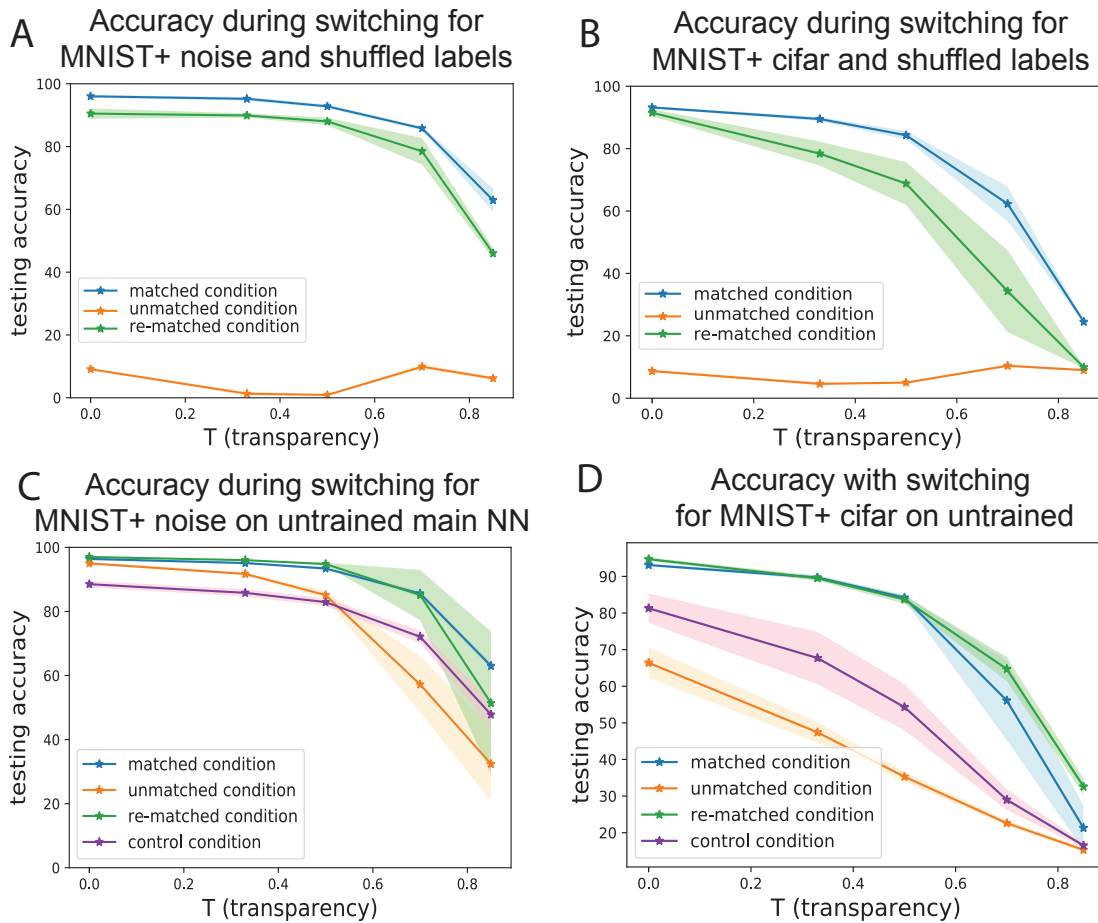 A
Accuracy during switching for
MNIST+ noise and shuffled labels
100
80
60
40
20
0
testing accuracy
matched condition
unmatched condition
re-matched condition
0.0 0.2 0.4 0.6 0.8
T (transparency)
B
Accuracy during switching for
MNIST+ cifar and shuffled labels
100
80
60
40
20
0
testing accuracy
matched condition
unmatched condition
re-matched condition
0.0 0.2 0.4 0.6 0.8
T (transparency)
C
Accuracy during switching for
MNIST+ noise on untrained main NN
100
80
60
40
20
0
testing accuracy
matched condition
unmatched condition
re-matched condition
control condition
0.0 0.2 0.4 0.6 0.8
T (transparency)
D
Accuracy with switching
for MNIST+ cifar on untrained
90
80
70
60
50
40
30
20
testing accuracy
matched condition
unmatched condition
re-matched condition
control condition
0.0 0.2 0.4 0.6 0.8
T (transparency)